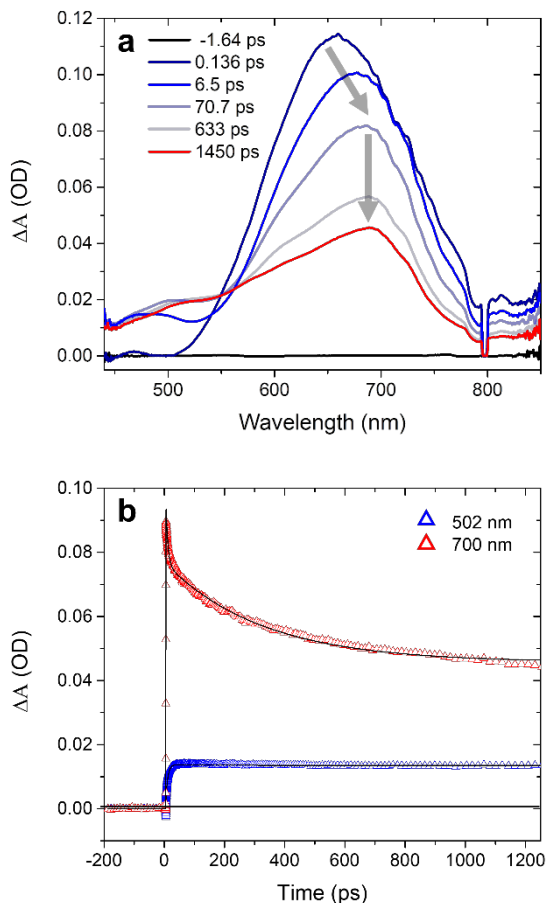 a
-1.64 ps
0.136 ps
6.5 ps
70.7 ps
633 ps
1450 ps
0.12
0.10
0.08
0.06
0.04
0.02
0.00
ΔA (OD)
500 600 700 800
Wavelength (nm)
b
502 nm
700 nm
0.10
0.08
0.06
0.04
0.02
0.00
ΔA (OD)
-200 0 200 400 600 800 1000 1200
Time (ps)